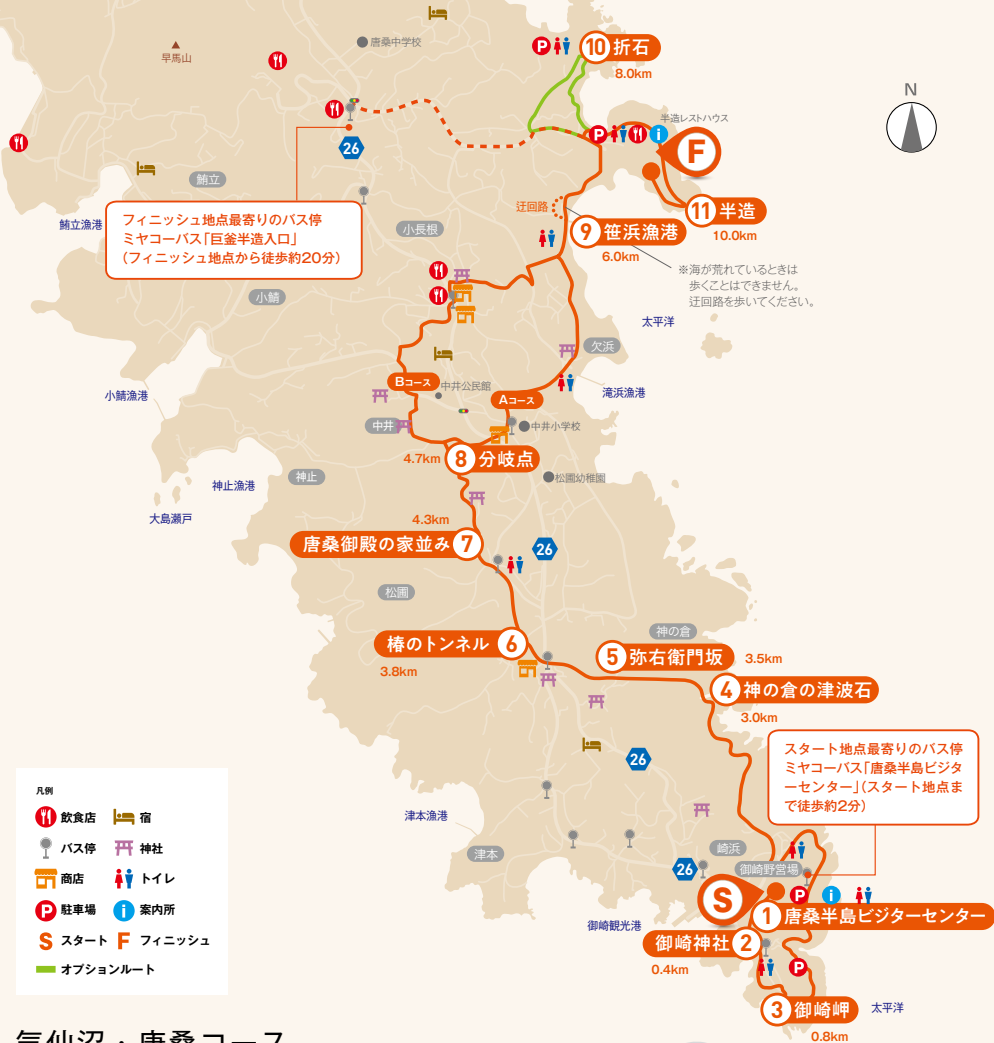 唐桑中学校
早馬山
P
10 折石
8.0km
N
半造レストハウス
P
i
F
26
鮪立
フィニッシュ地点最寄りのバス停
ミヤコーバス「巨釜半造入口」
(フィニッシュ地点から徒歩約20分)
鮪立漁港
小長根
迂回路
11 半造
10.0km
9 笹浜漁港
6.0km
※海が荒れているときは
歩くことはできません。
迂回路を歩いてください。
小鯖
太平洋
欠浜
小鯖漁港
Bコース
中井公民館
滝浜漁港
Aコース
中井
中井小学校
4.7km
8 分岐点
神止漁港
神止
松圃幼稚園
大島瀬戸
4.3km
唐桑御殿の家並み 7
26
松圃
神の倉
椿のトンネル 6
3.8km
5 弥右衛門坂
3.5km
4 神の倉の津波石
3.0km
スタート地点最寄りのバス停
ミヤコーバス「唐桑半島ビジタ
ーセンター」(スタート地点ま
で徒歩約2分)
26
津本漁港
津本
崎浜
26
御崎野営場
S
P
i
1 唐桑半島ビジターセンター
御崎観光港
御崎神社 2
0.4km
P
3 御崎岬
0.8km
太平洋
凡例
飲食店
宿
バス停
神社
商店
トイレ
P 駐車場
i 案内所
S スタート
F フィニッシュ
オプションルート
気仙沼・唐桑コース